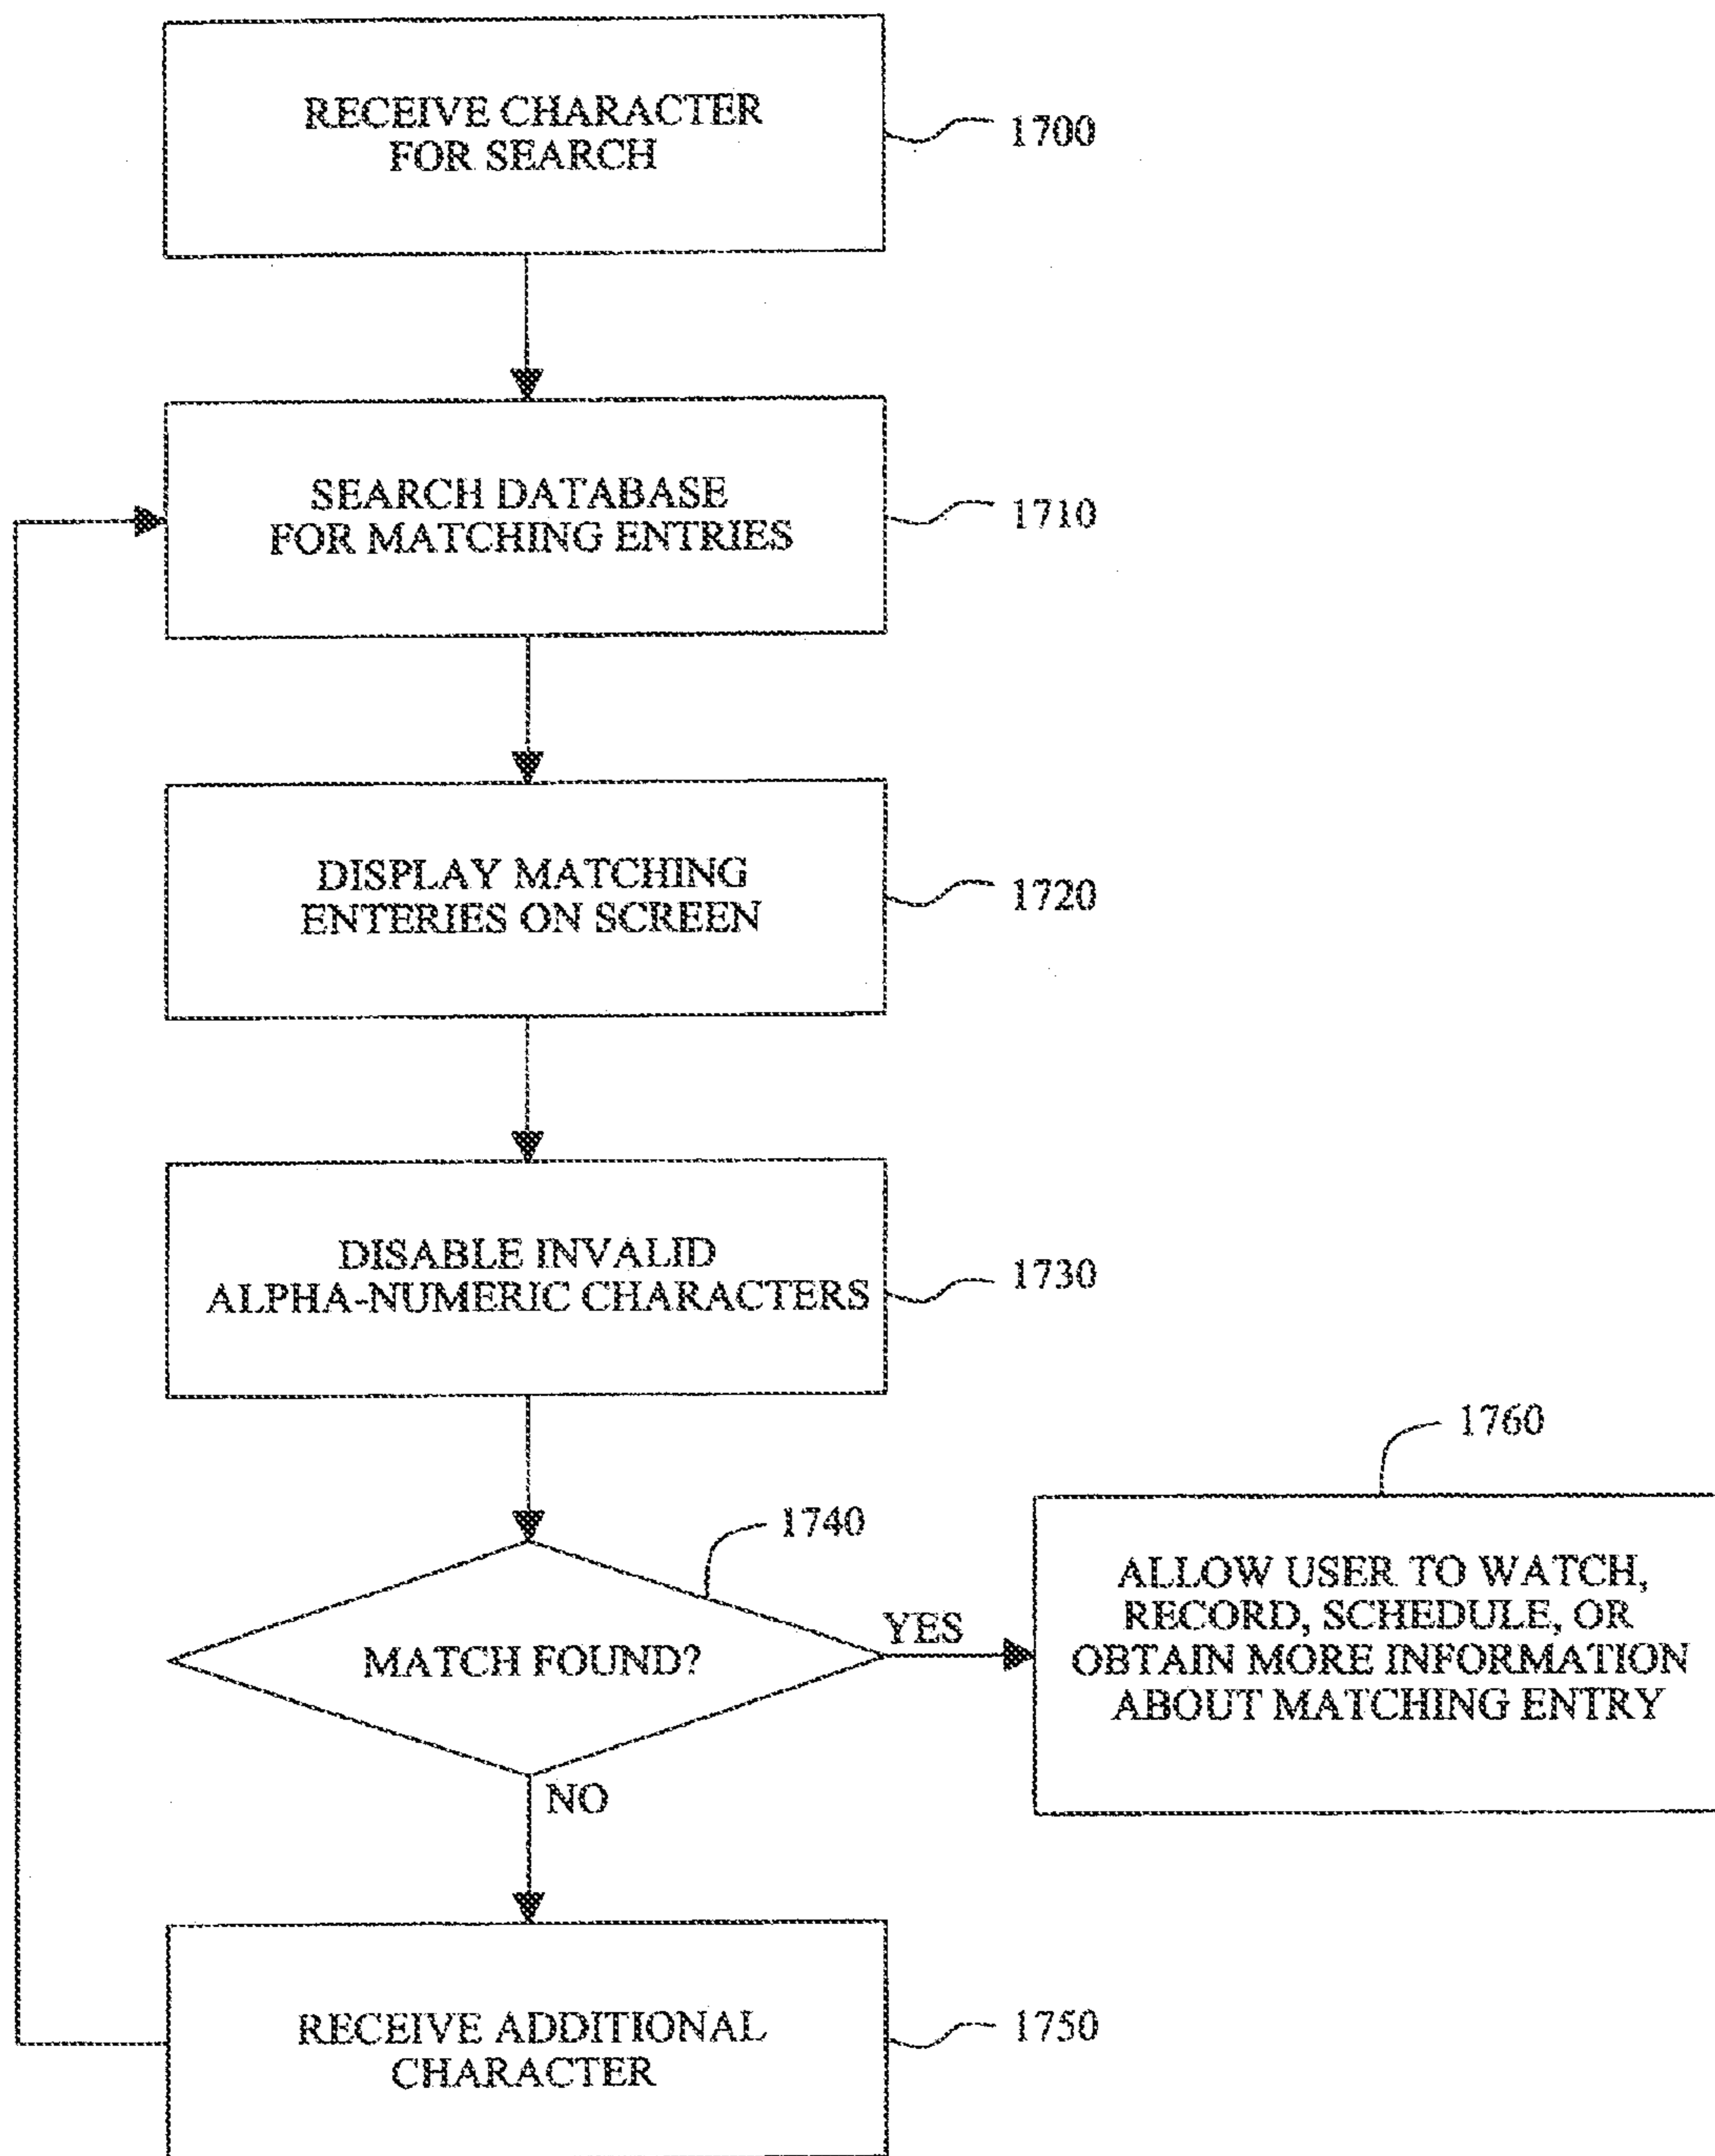 RECEIVE CHARACTER
FOR SEARCH
1700
SEARCH DATABASE
FOR MATCHING ENTRIES
1710
DISPLAY MATCHING
ENTERIES ON SCREEN
1720
DISABLE INVALID
ALPHA-NUMERIC CHARACTERS
1730
1740
MATCH FOUND?
YES
NO
1760
ALLOW USER TO WATCH,
RECORD, SCHEDULE, OR
OBTAIN MORE INFORMATION
ABOUT MATCHING ENTRY
RECEIVE ADDITIONAL
CHARACTER
1750